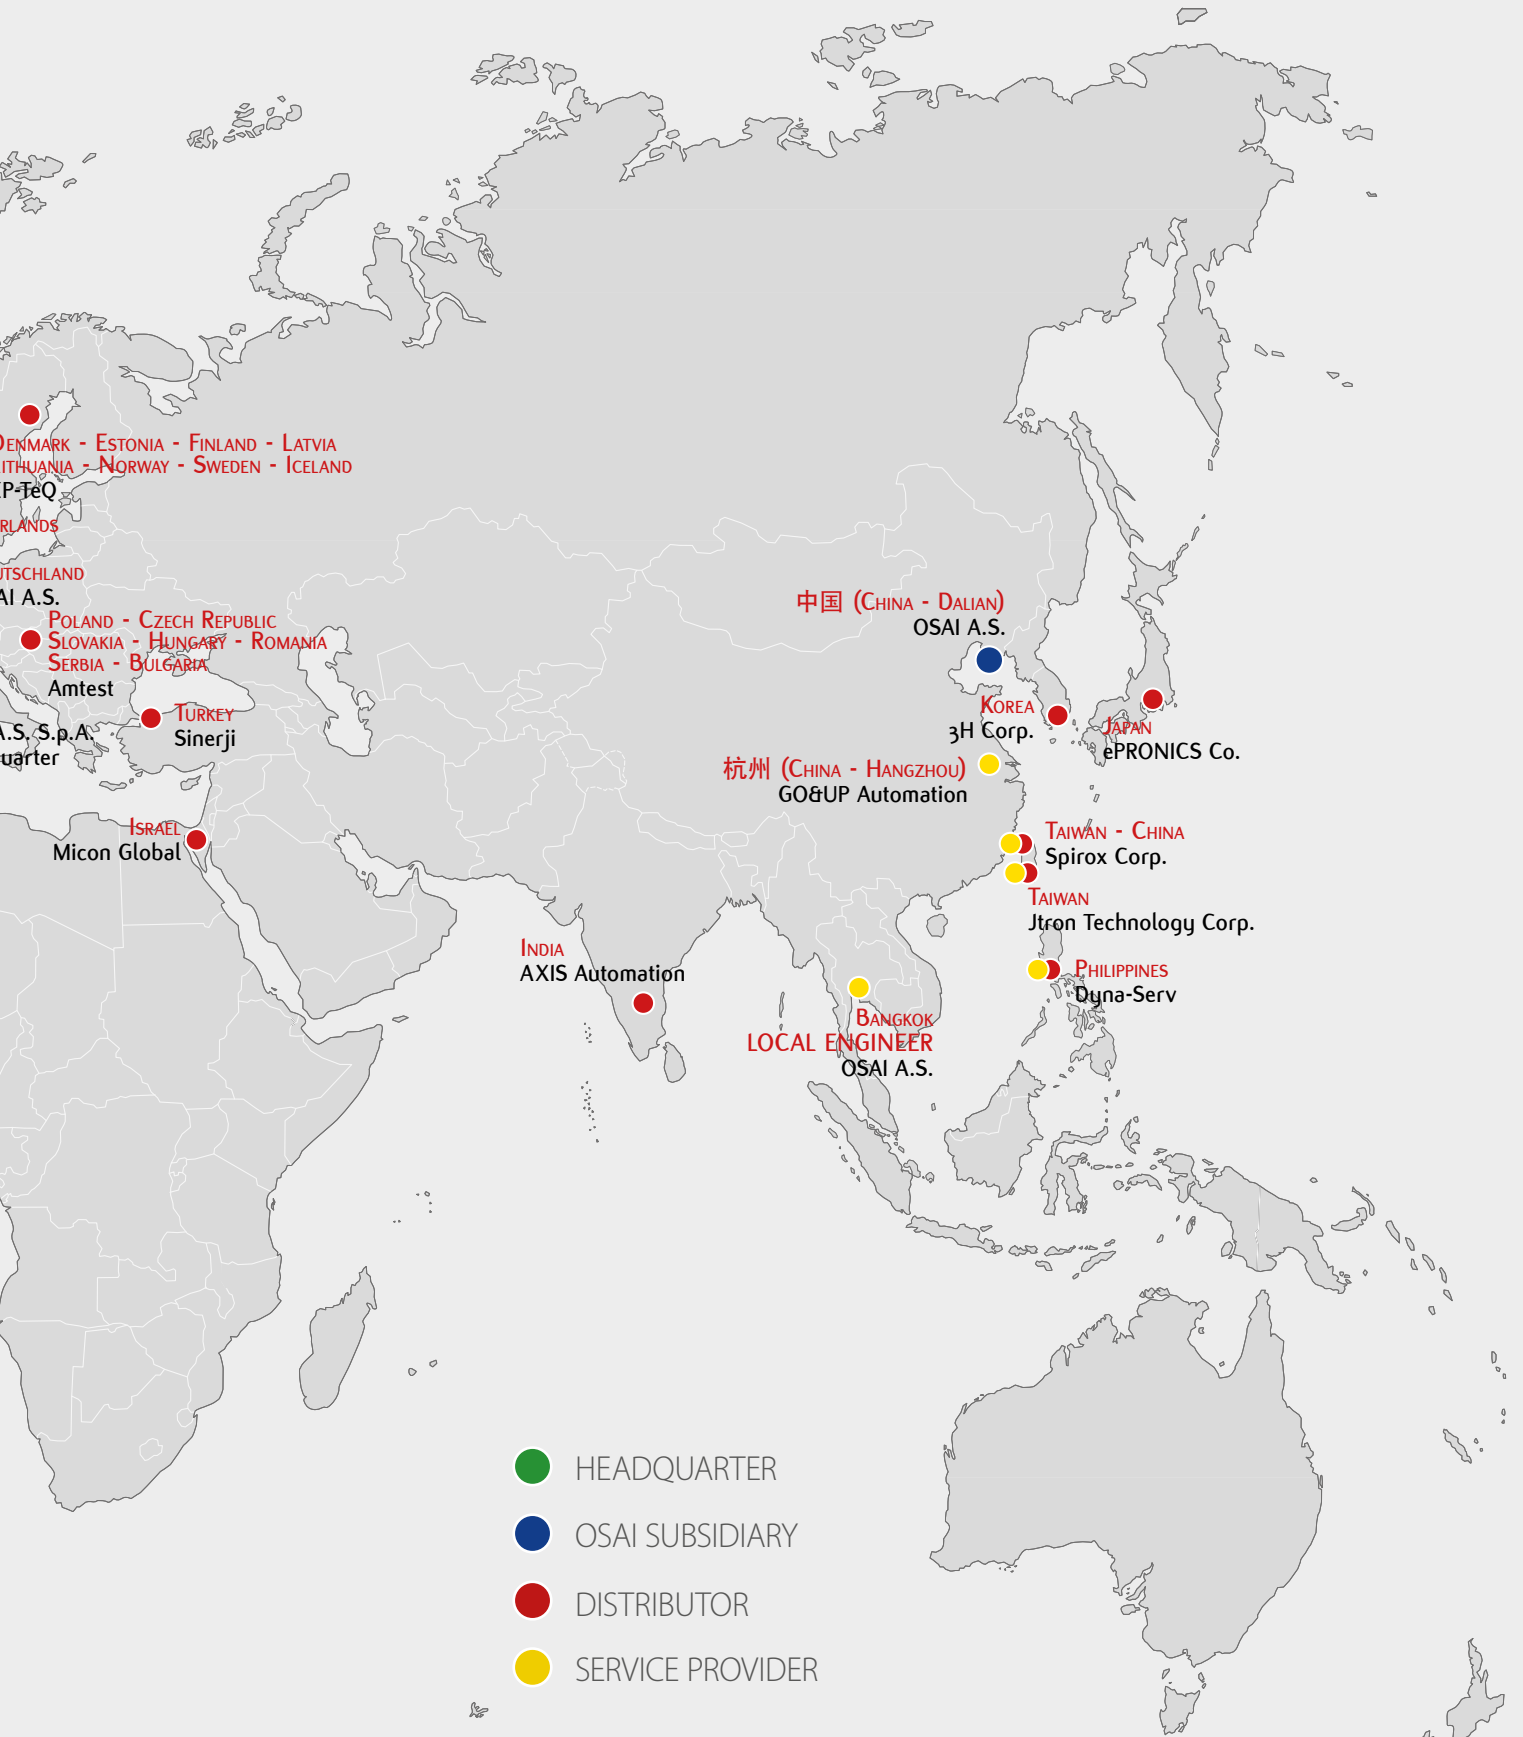 DENMARK - ESTONIA - FINLAND - LATVIA
ITHUANIA - NORWAY - SWEDEN - ICELAND
P-TeQ
RLANDS
UTSCHLAND
AI A.S.
POLAND - CZECH REPUBLIC
SLOVAKIA - HUNGARY - ROMANIA
SERBIA - BULGARIA
Amtest
A.S. S.p.A.
uarter
TURKEY
Sinerji
ISRAEL
Micon Global
中国 (CHINA - DALIAN)
OSAI A.S.
KOREA
3H Corp.
JAPAN
ePRONICS Co.
杭州 (CHINA - HANGZHOU)
GO&UP Automation
TAIWAN - CHINA
Spirox Corp.
TAIWAN
Jtron Technology Corp.
INDIA
AXIS Automation
PHILIPPINES
Dyna-Serv
BANGKOK
LOCAL ENGINEER
OSAI A.S.
HEADQUARTER
OSAI SUBSIDIARY
DISTRIBUTOR
SERVICE PROVIDER